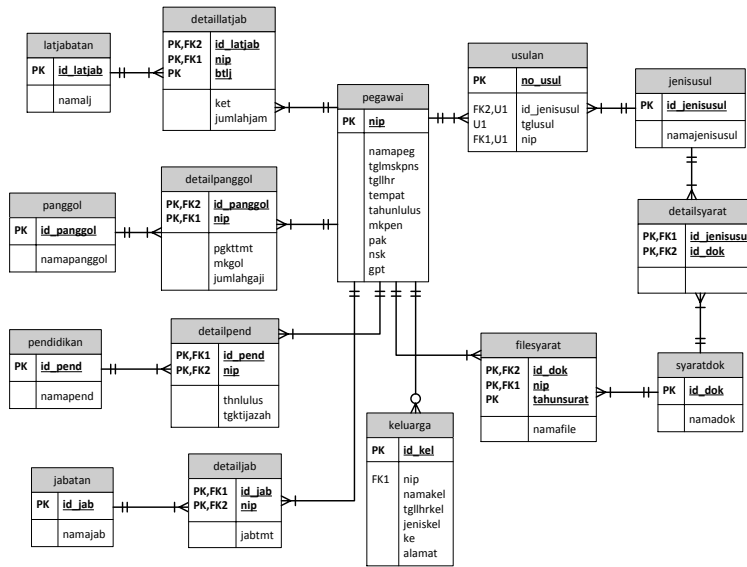 latjabatan
PK id_latjab
namalj
detaillatjab
PK,FK2 id_latjab
PK,FK1 nip
PK btlj
ket
jumlahjam
panggol
PK id_panggol
namapanggol
detailpanggol
PK,FK2 id_panggol
PK,FK1 nip
pgkttmt
mkgol
jumlahgaji
pendidikan
PK id_pend
namapend
detailpend
PK,FK1 id_pend
PK,FK2 nip
thnlulus
tgktijazah
jabatan
PK id_jab
namajab
detailjab
PK,FK1 id_jab
PK,FK2 nip
jabtmt
pegawai
PK nip
namapeg
tglmskpns
tgllhr
tempat
tahunlulus
mkpen
pak
nsk
gpt
keluarga
PK id_kel
FK1 nip
namakel
tgllhrkel
jeniskel
ke
alamat
usulan
PK no_usul
FK2,U1 id_jenisusul
U1 tglusul
FK1,U1 nip
jenisusul
PK id_jenisusul
namajenisusul
detailsyarat
PK,FK1 id_jenisusu
PK,FK2 id_dok
filesyarat
PK,FK2 id_dok
PK,FK1 nip
PK tahunsurat
namafile
syaratdok
PK id_dok
namadok